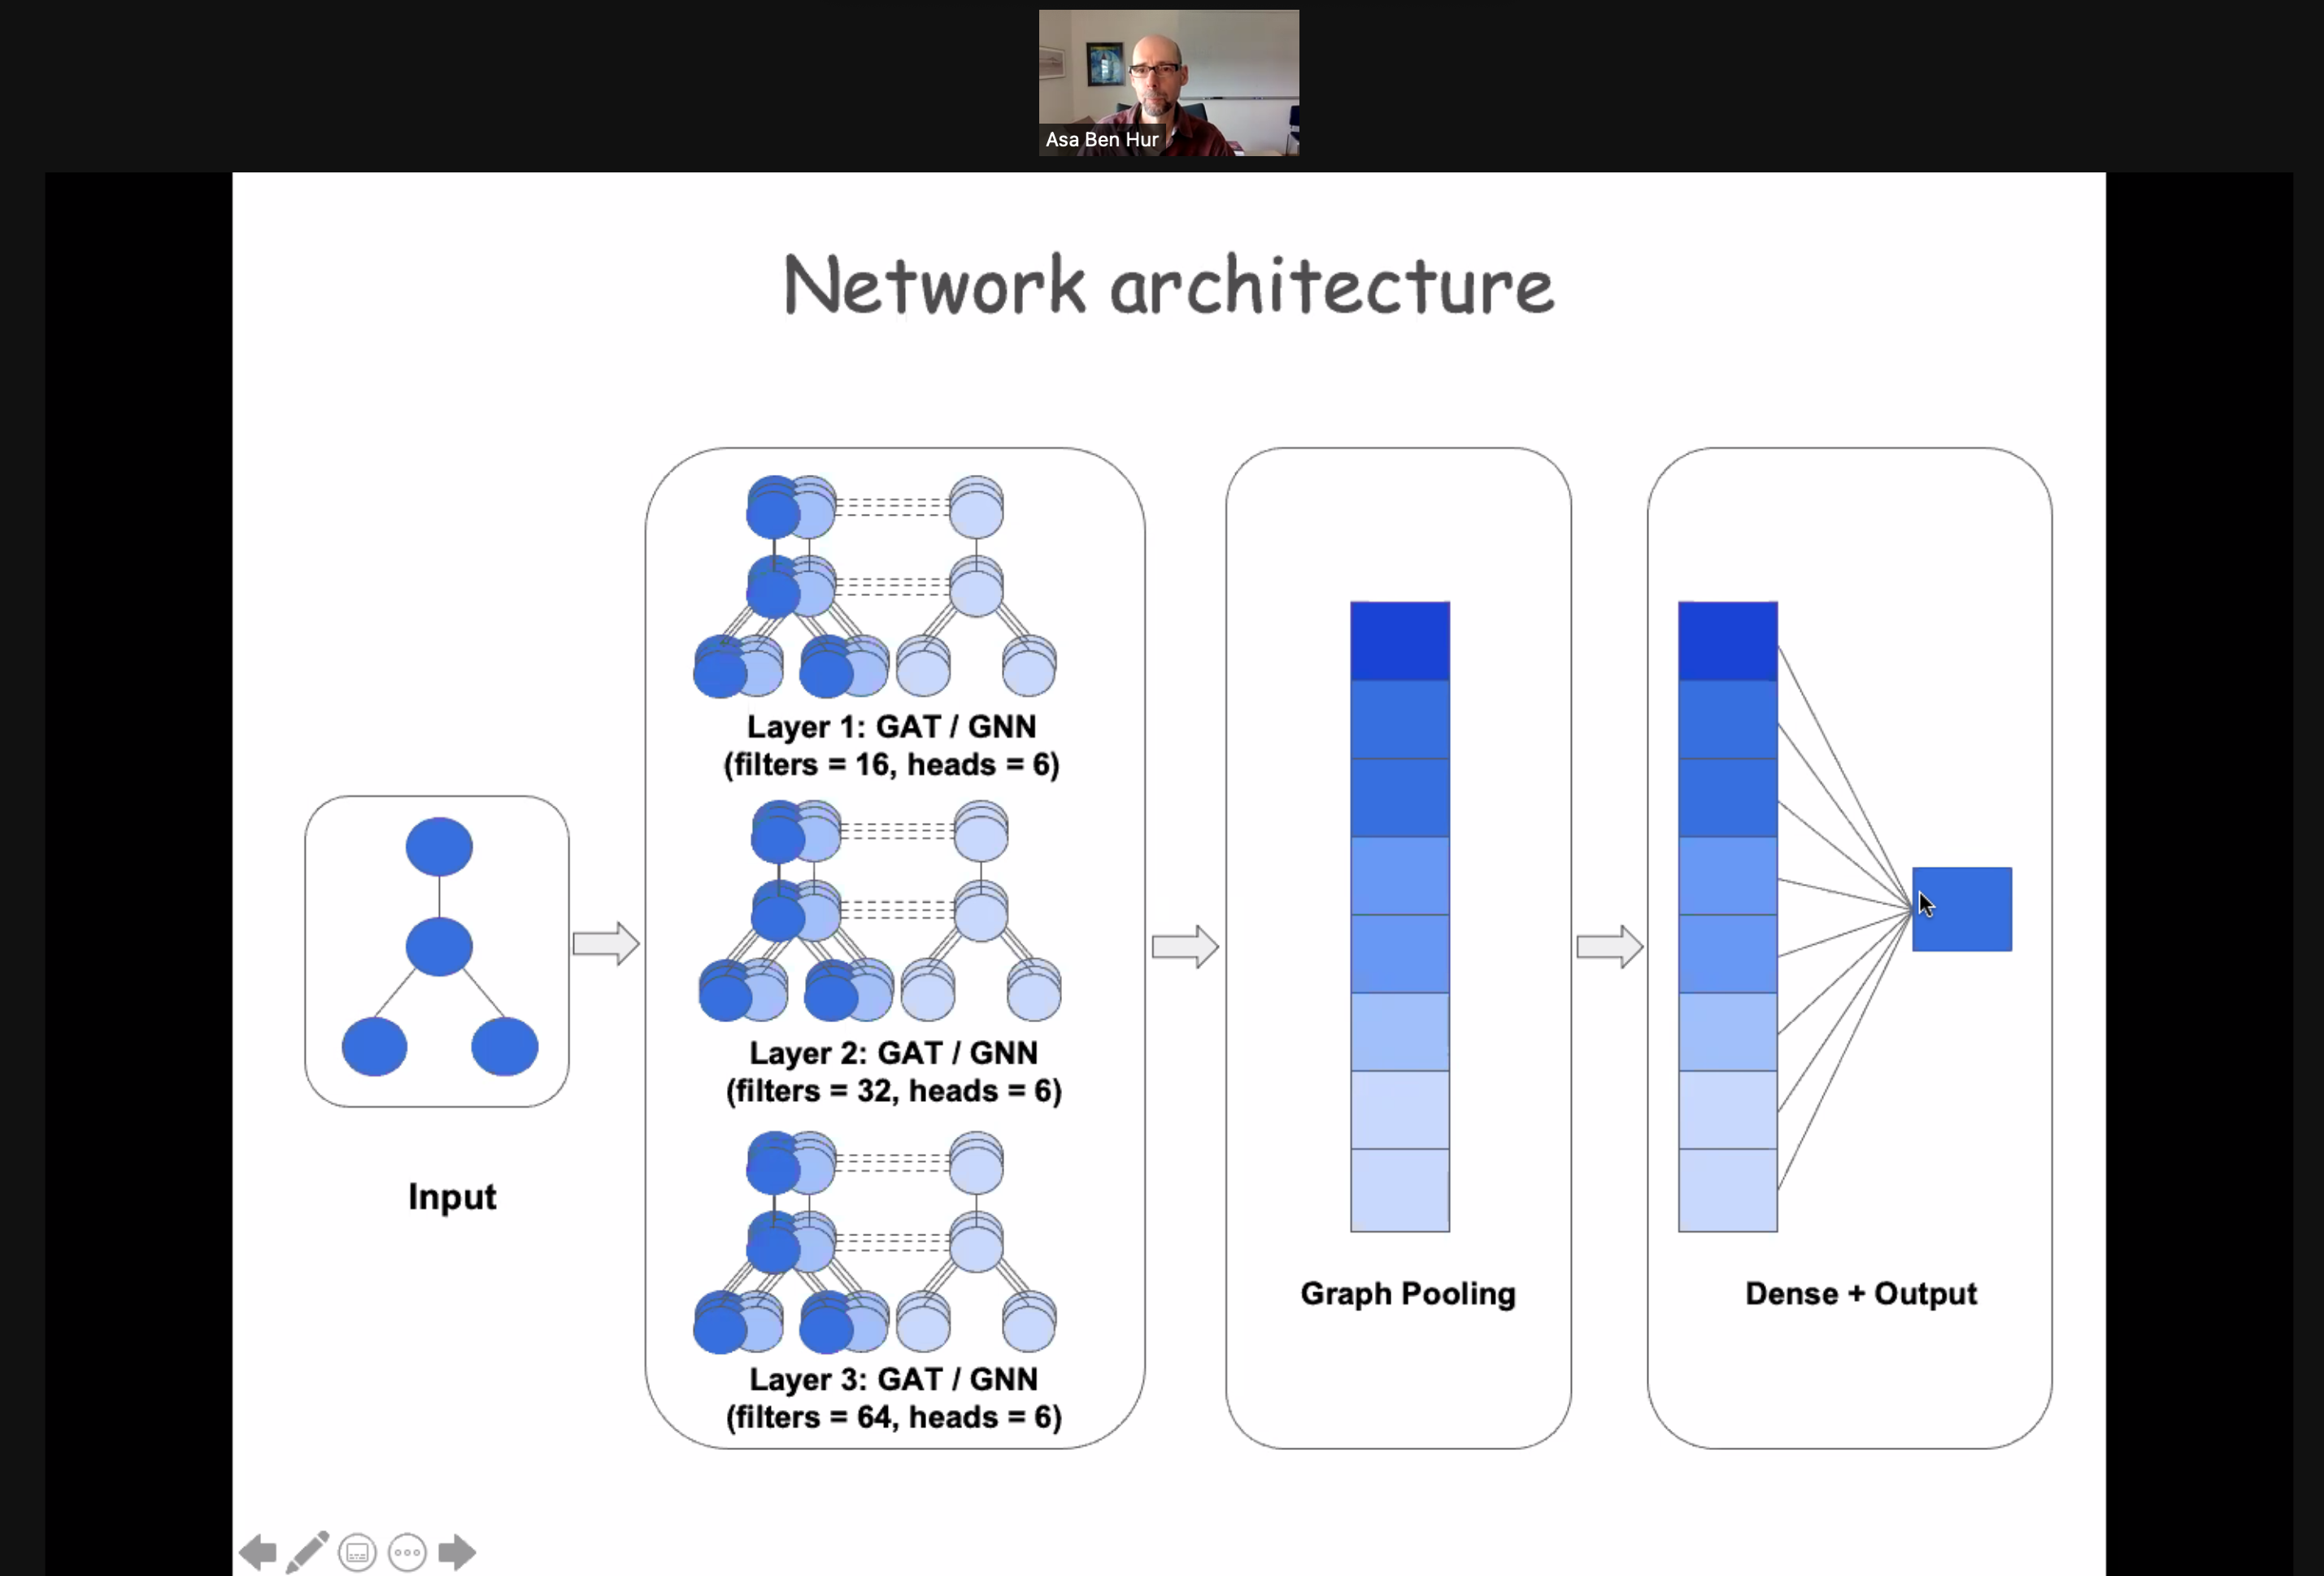 Asa Ben Hur
Network architecture
Layer 1: GAT / GNN
(filters = 16, heads = 6)
Layer 2: GAT / GNN
(filters = 32, heads = 6)
Layer 3: GAT / GNN
(filters = 64, heads = 6)
Input
Graph Pooling
Dense + Output